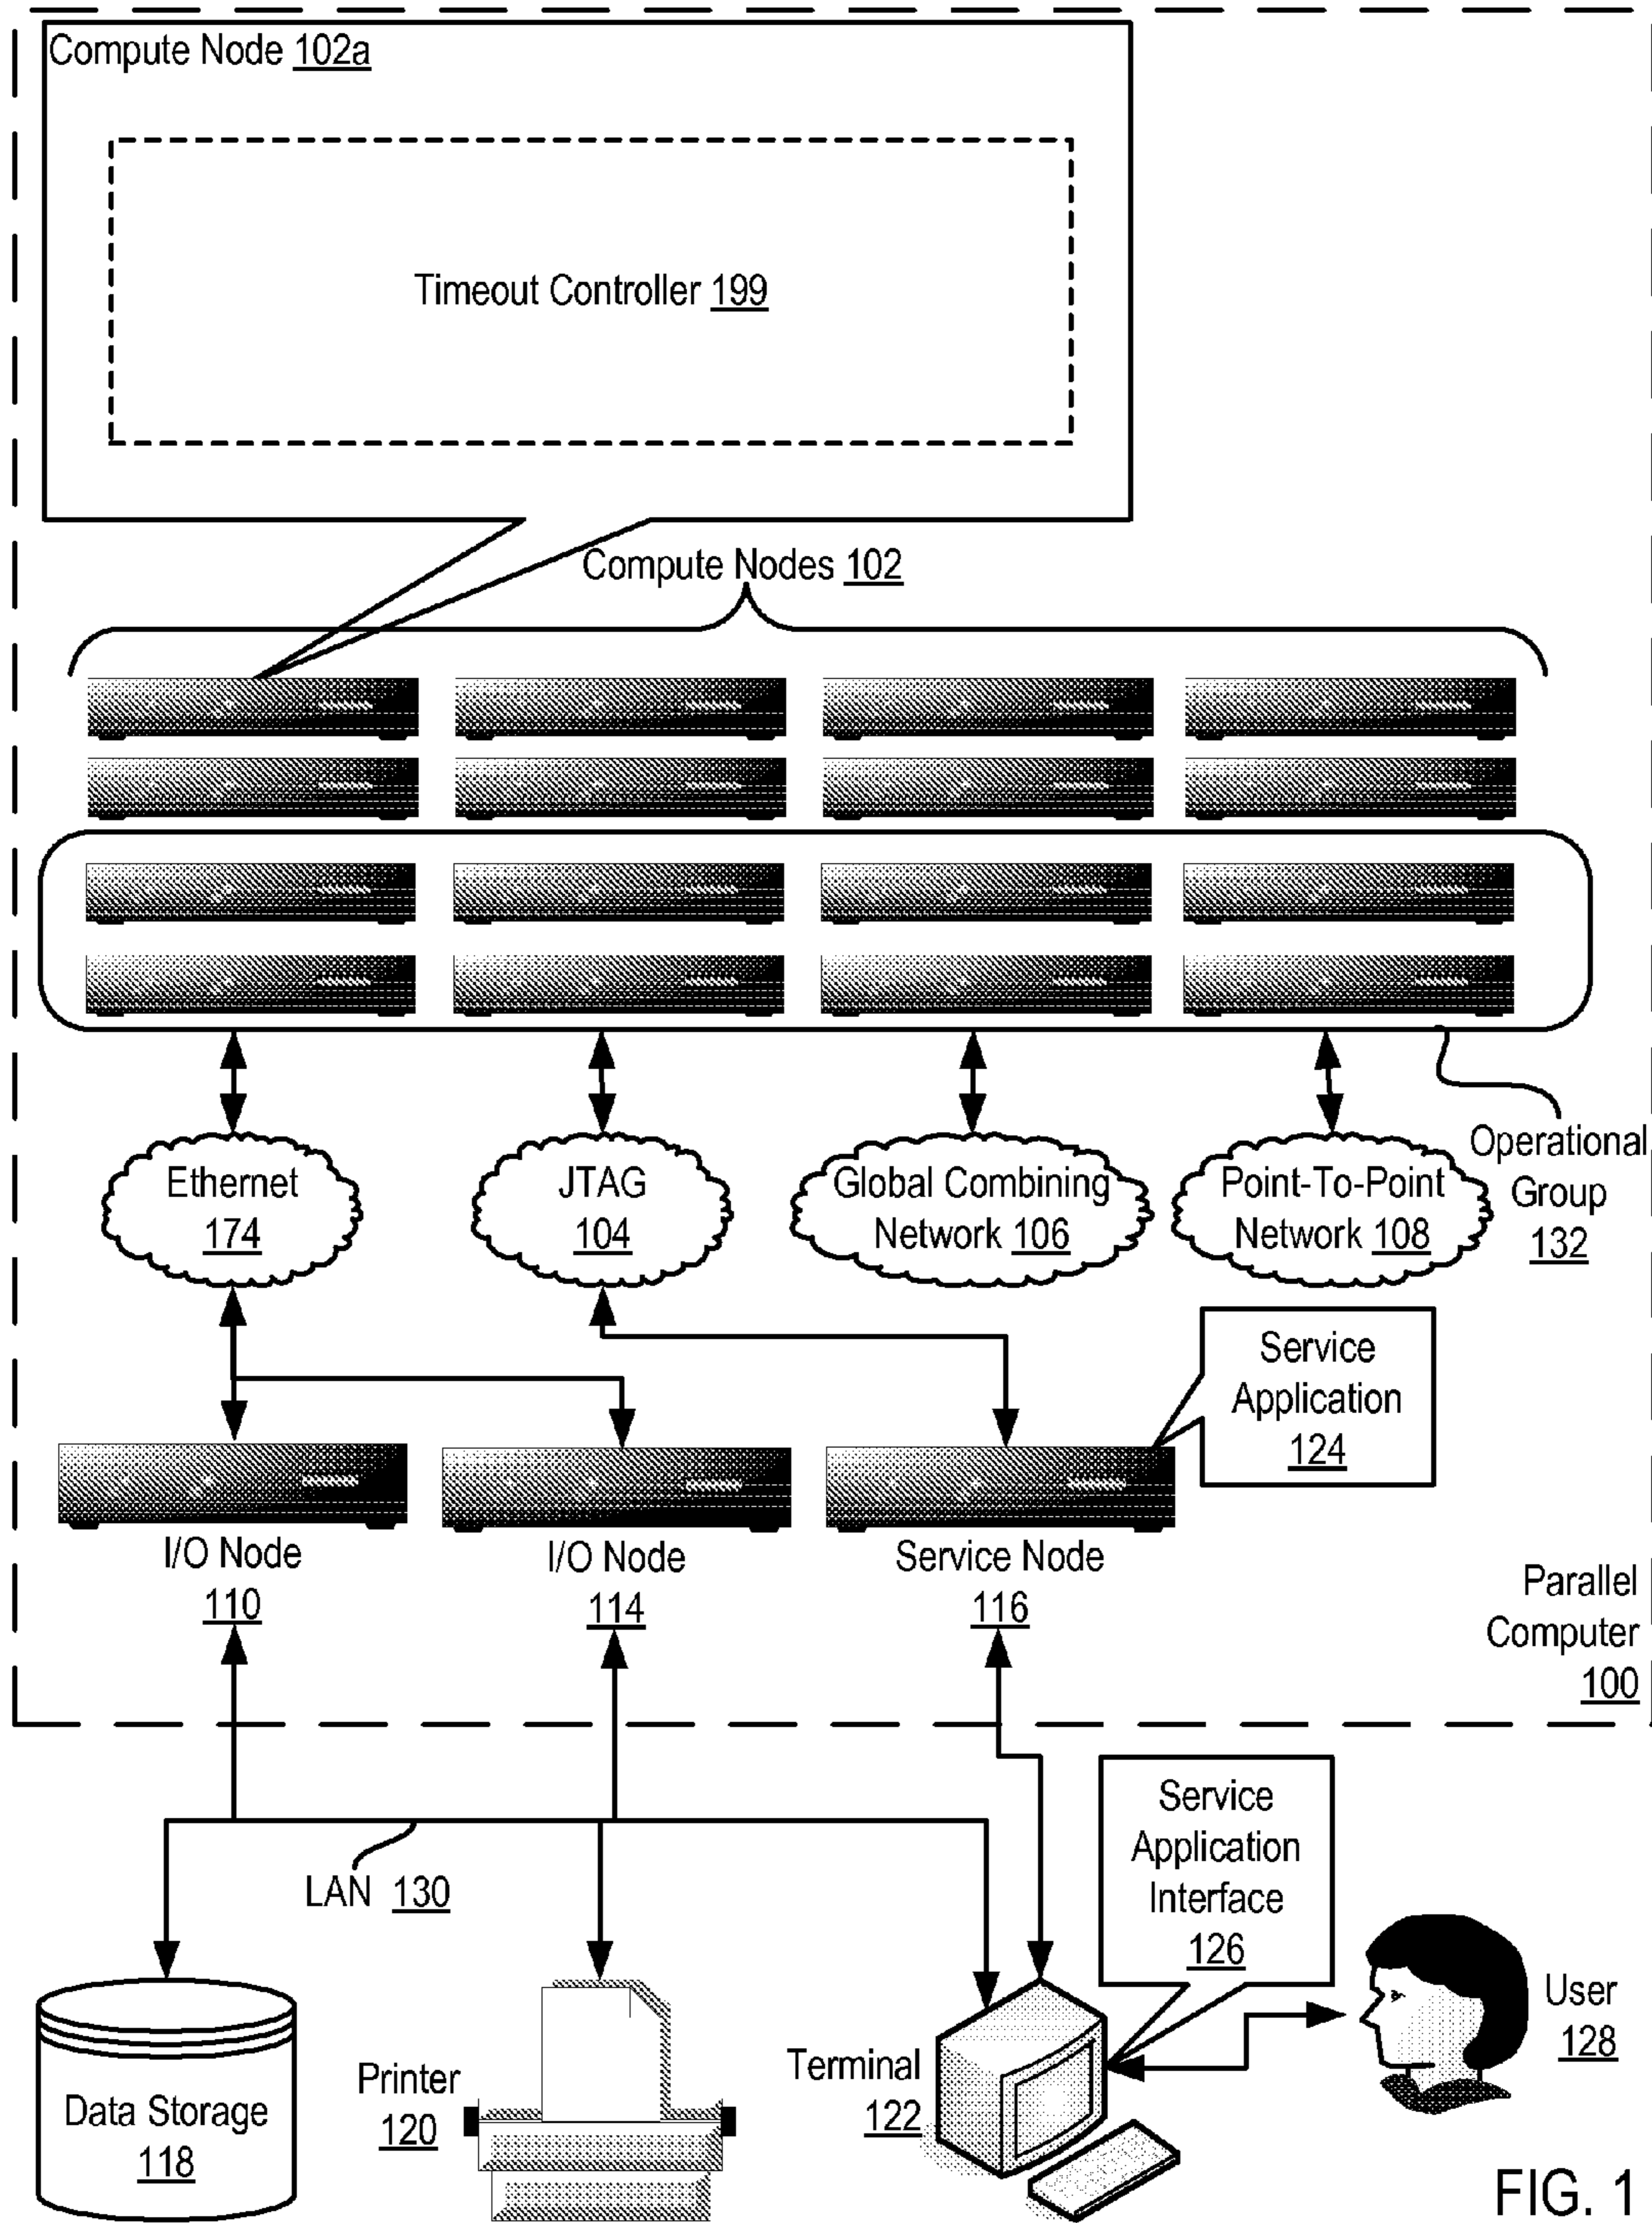 Compute Node 102a
Timeout Controller 199
Compute Nodes 102
Ethernet
174
JTAG
104
Global Combining
Network 106
Point-To-Point
Network 108
Operational
Group
132
Service
Application
124
I/O Node
110
I/O Node
114
Service Node
116
Parallel
Computer
100
LAN 130
Service
Application
Interface
126
Data Storage
118
Printer
120
Terminal
122
User
128
FIG. 1